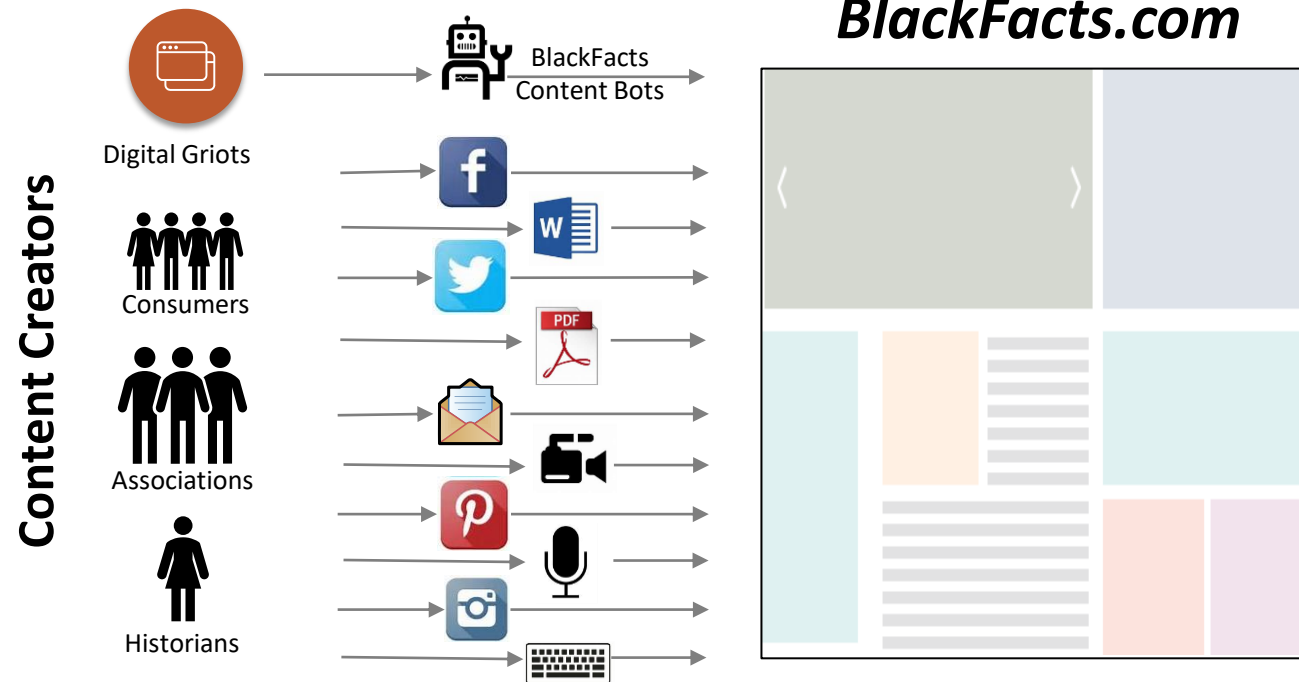 BlackFacts.com
BlackFacts
Content Bots
Digital Griots
Content Creators
f
W
Consumers
PDF
Associations
Historians